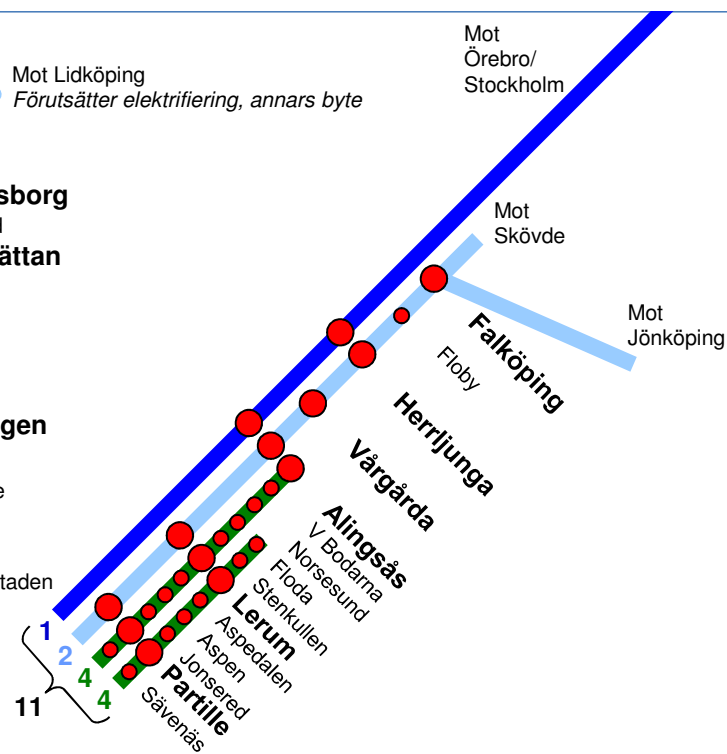 Mot
Örebro/
Stockholm
Mot Lidköping
Förutsätter elektrifiering, annars byte
sborg
ättan
Mot
Skövde
Mot
Jönköping
Falköping
Floby
Herrljunga
gen
Vårgårda
Alingsås
V Bodarna
Norsesund
Floda
Stenkullen
taden
Lerum
Aspedalen
Aspen
Jonsered
Partille
Sävenäs
1
2
4
4
11